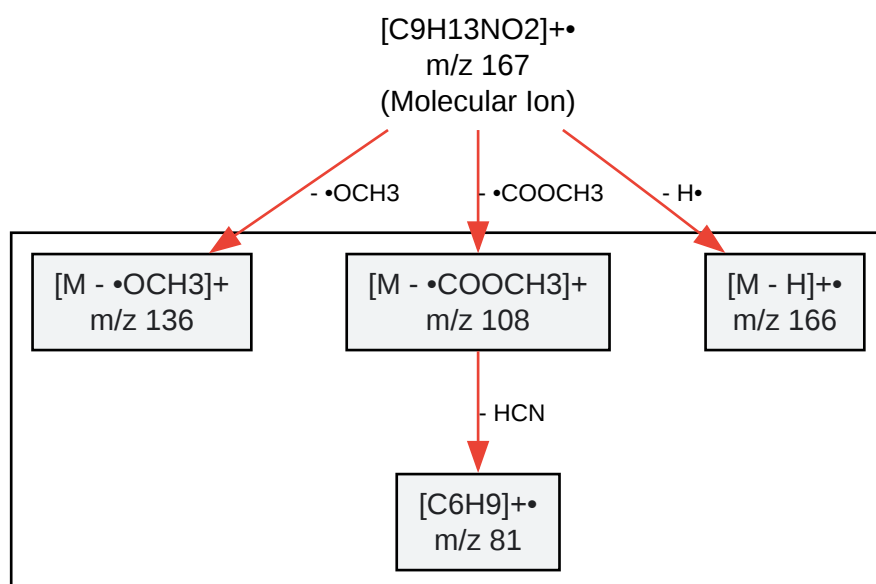 [C9H13NO2]+•
m/z 167
(Molecular Ion)
- •OCH3
- •COOCH3
- H•
[M - •OCH3]+
m/z 136
[M - •COOCH3]+
m/z 108
[M - H]+•
m/z 166
- HCN
[C6H9]+•
m/z 81